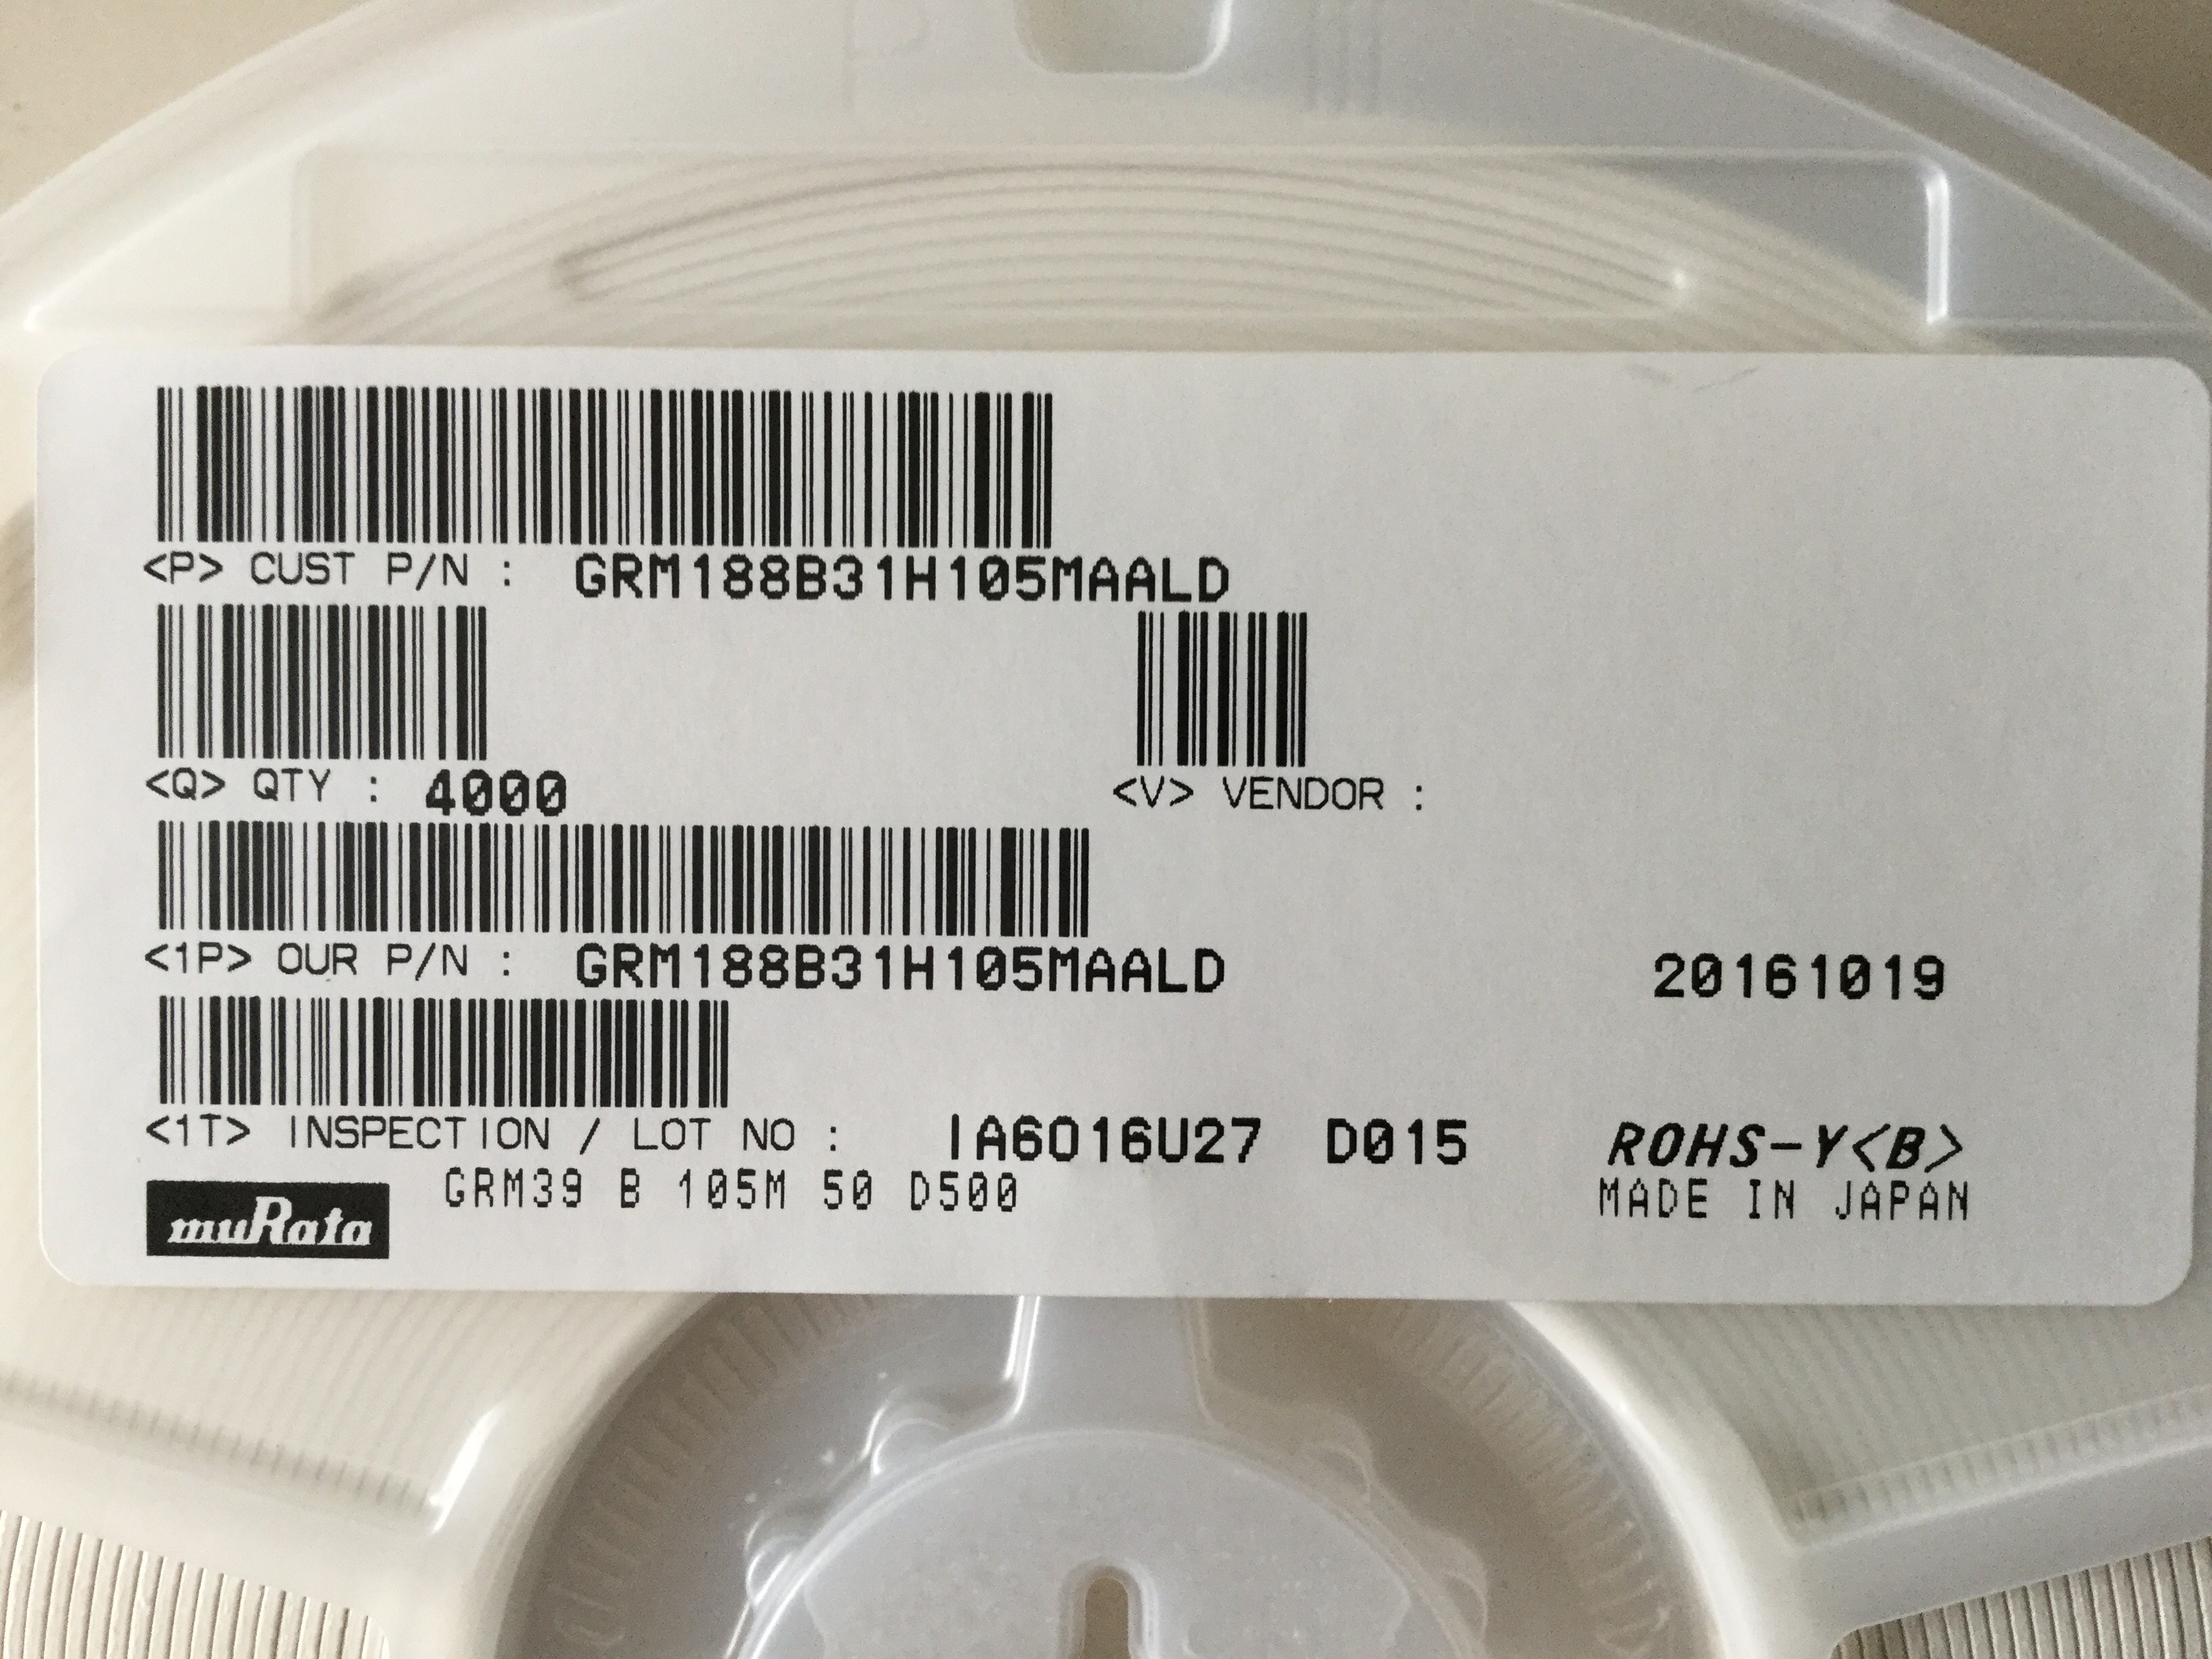 <P> CUST P/N : GRM188B31H105MAALD
<Q> QTY : 4000 <V> VENDOR :
<1P> OUR P/N : GRM188B31H105MAALD 20161019
<1T> INSPECTION / LOT NO : IA6O16U27 D015 ROHS-Y<B>
muRata GRM39 B 105M 50 D500 MADE IN JAPAN